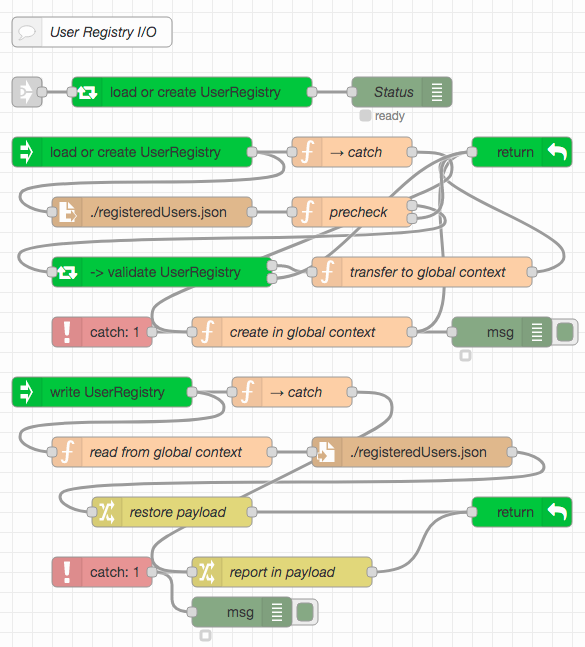 User Registry I/O
load or create UserRegistry
Status
ready
load or create UserRegistry
→ catch
return
./registeredUsers.json
precheck
-> validate UserRegistry
transfer to global context
catch: 1
create in global context
msg
write UserRegistry
→ catch
read from global context
./registeredUsers.json
restore payload
return
catch: 1
report in payload
msg